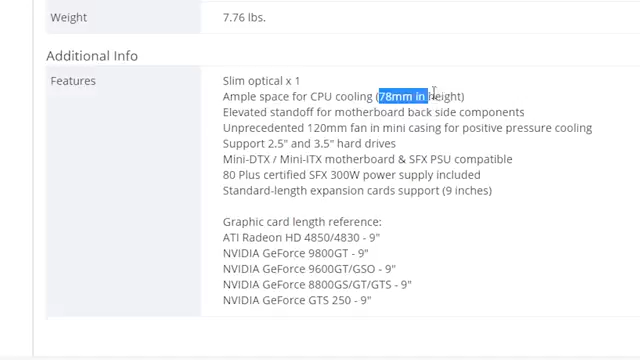 Weight 7.76 lbs.
Additional Info
Features Slim optical x 1
Ample space for CPU cooling (78mm in height)
Elevated standoff for motherboard back side components
Unprecedented 120mm fan in mini casing for positive pressure cooling
Support 2.5" and 3.5" hard drives
Mini-DTX / Mini-ITX motherboard & SFX PSU compatible
80 Plus certified SFX 300W power supply included
Standard-length expansion cards support (9 inches)
Graphic card length reference:
ATI Radeon HD 4850/4830 - 9"
NVIDIA GeForce 9800GT - 9"
NVIDIA GeForce 9600GT/GSO - 9"
NVIDIA GeForce 8800GS/GT/GTS - 9"
NVIDIA GeForce GTS 250 - 9"